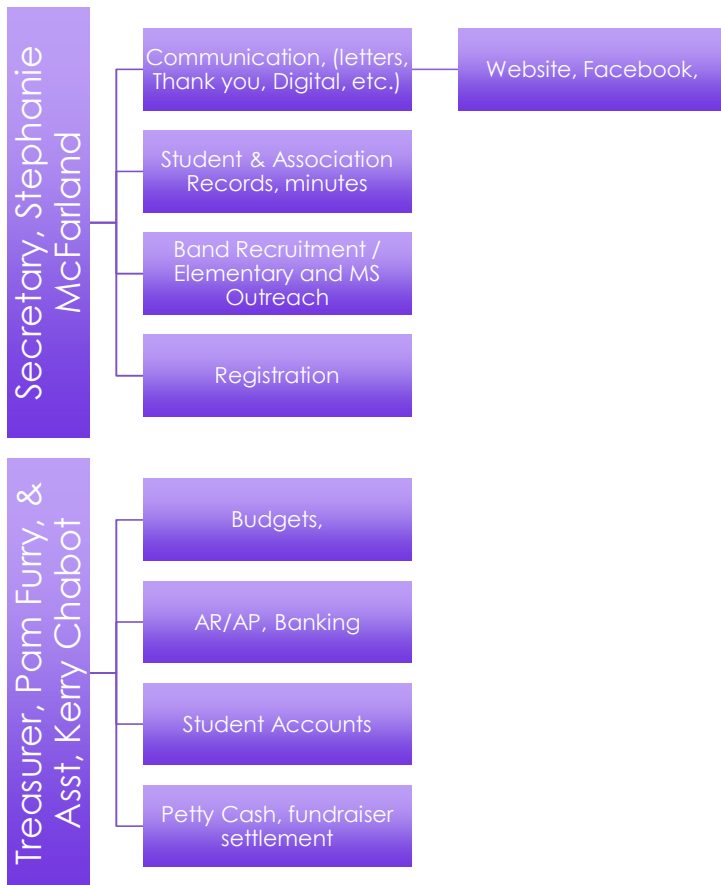 Secretary, Stephanie
McFarland
Communication, (letters,
Thank you, Digital, etc.)
Website, Facebook,
Student & Association
Records, minutes
Band Recruitment /
Elementary and MS
Outreach
Registration
Treasurer, Pam Furry, &
Asst, Kerry Chabot
Budgets,
AR/AP, Banking
Student Accounts
Petty Cash, fundraiser
settlement